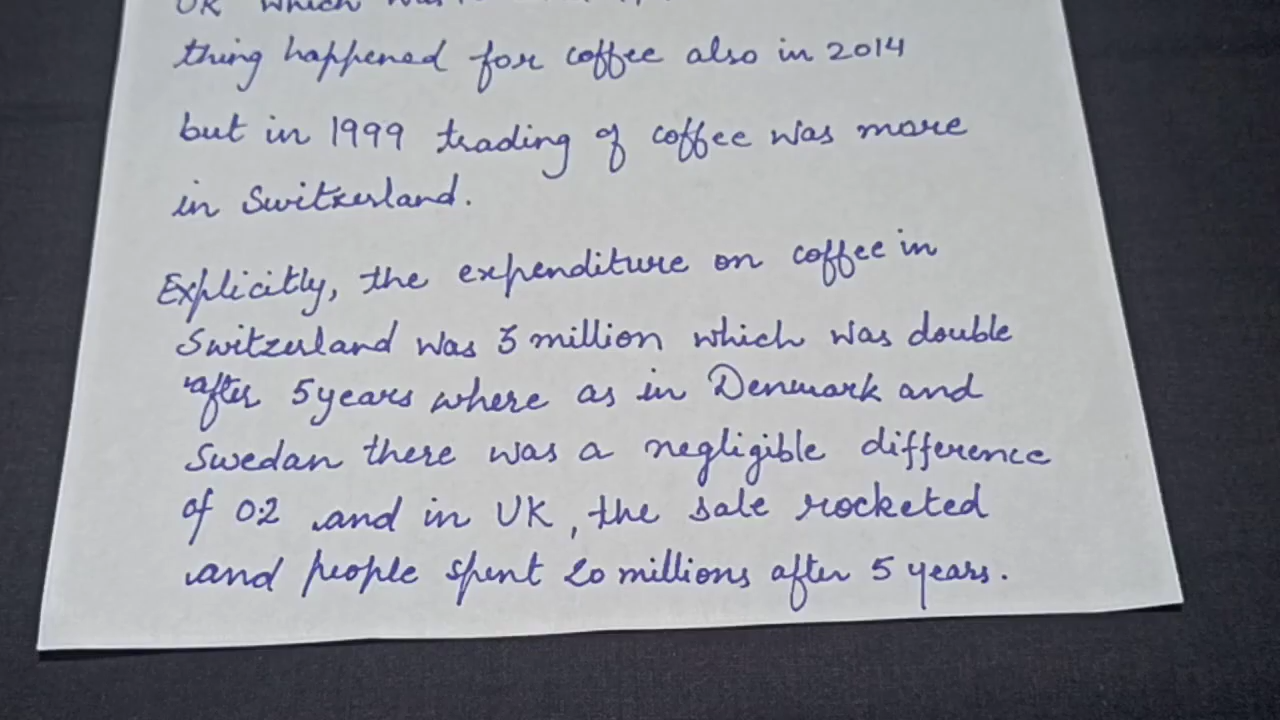 UK which was
thing happened for coffee also in 2014
but in 1999 trading of coffee was more
in Switzerland.
Explicitly, the expenditure on coffee in
Switzerland was 3 million which was double
after 5 years where as in Denmark and
Swedan there was a negligible difference
of 0.2 and in UK, the sale rocketed
and people spent 20 millions after 5 years.